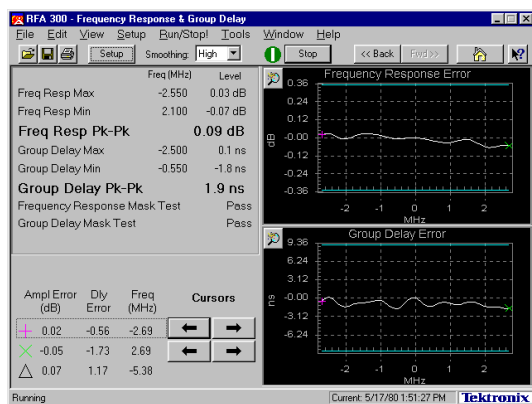 RFA 300 - Frequency Response & Group Delay
File Edit View Setup Run/Stop! Tools Window Help
Setup Smoothing: High Stop << Back Fwd >>
Freq (MHz) Level
Freq Resp Max -2.550 0.03 dB
Freq Resp Min 2.100 -0.07 dB
Freq Resp Pk-Pk 0.09 dB
Group Delay Max -2.500 0.1 ns
Group Delay Min -0.550 -1.8 ns
Group Delay Pk-Pk 1.9 ns
Frequency Response Mask Test Pass
Group Delay Mask Test Pass
Ampl Error (dB) Dly Error Freq (MHz) Cursors
0.02 -0.56 -2.69
-0.05 -1.73 2.69
0.07 1.17 -5.38
Frequency Response Error
0.36
0.24
0.12
-0.00
-0.12
-0.24
-0.36
dB
-2 -1 0 1 2
MHz
Group Delay Error
9.36
6.24
3.12
-0.00
-3.12
-6.24
ns
-2 -1 0 1 2
MHz
Running Current: 5/17/80 1:51:27 PM Tektronix